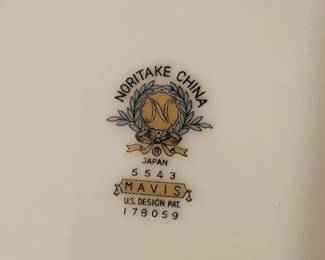 NORITAKE CHINA
N
®
JAPAN
5543
MAVIS
U.S. DESIGN PAT.
178059